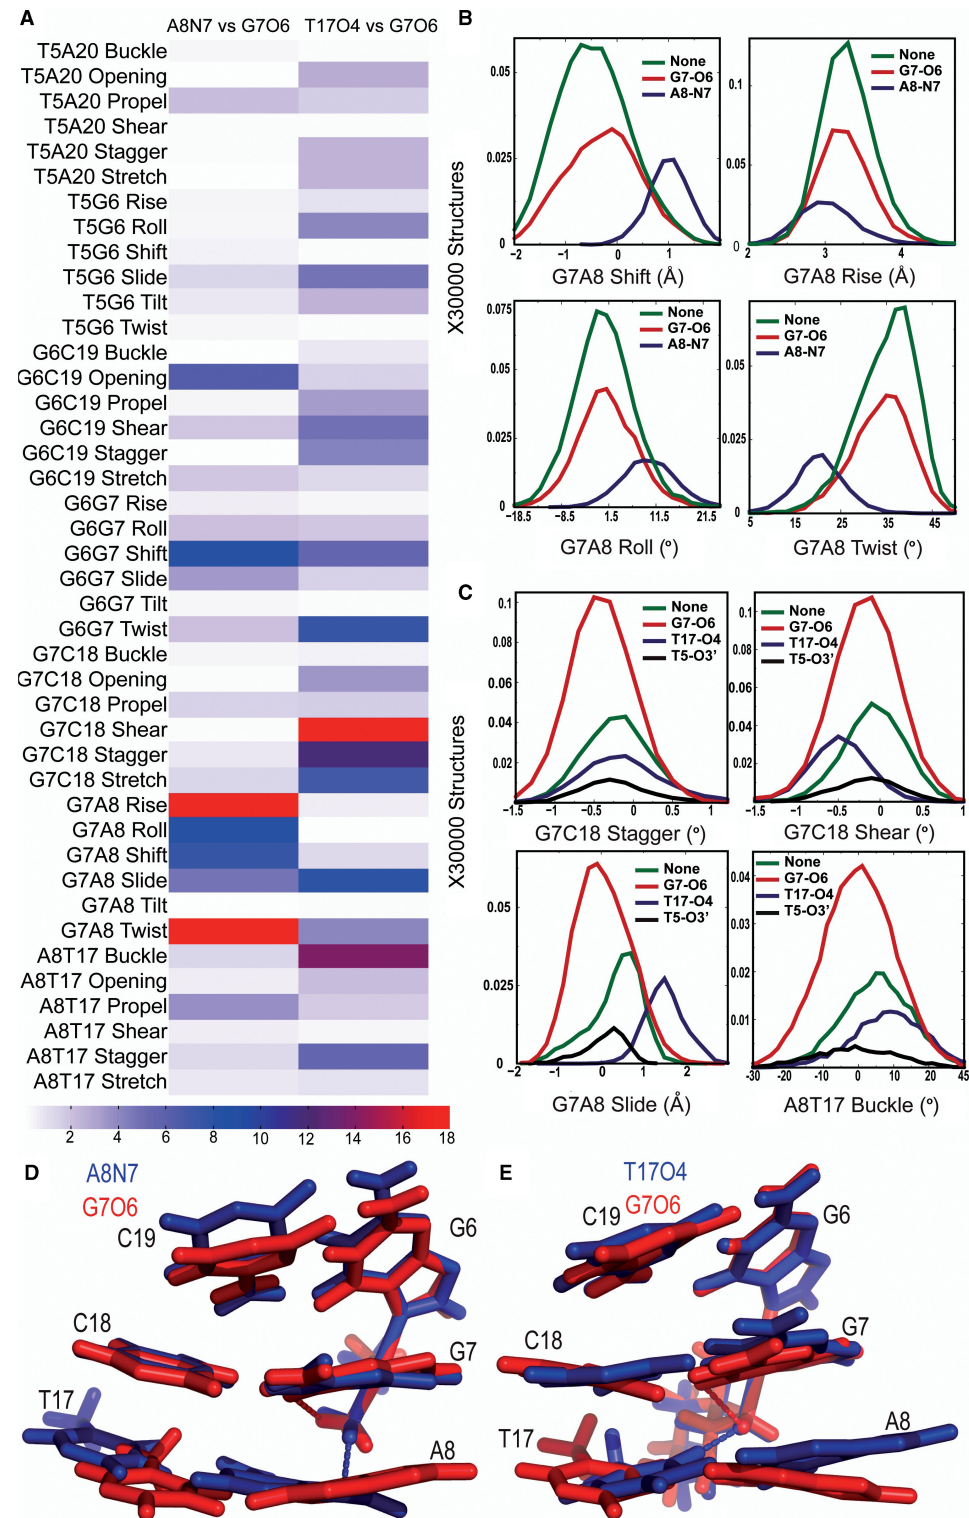 A
A8N7 vs G7O6
T17O4 vs G7O6
T5A20 Buckle
T5A20 Opening
T5A20 Propel
T5A20 Shear
T5A20 Stagger
T5A20 Stretch
T5G6 Rise
T5G6 Roll
T5G6 Shift
T5G6 Slide
T5G6 Tilt
T5G6 Twist
G6C19 Buckle
G6C19 Opening
G6C19 Propel
G6C19 Shear
G6C19 Stagger
G6C19 Stretch
G6G7 Rise
G6G7 Roll
G6G7 Shift
G6G7 Slide
G6G7 Tilt
G6G7 Twist
G7C18 Buckle
G7C18 Opening
G7C18 Propel
G7C18 Shear
G7C18 Stagger
G7C18 Stretch
G7A8 Rise
G7A8 Roll
G7A8 Shift
G7A8 Slide
G7A8 Tilt
G7A8 Twist
A8T17 Buckle
A8T17 Opening
A8T17 Propel
A8T17 Shear
A8T17 Stagger
A8T17 Stretch
2 4 6 8 10 12 14 16 18
B
X30000 Structures
0.05
0.025
0
-2 -1 0 1 2
None
G7-O6
A8-N7
G7A8 Shift (Å)
0.1
0.05
0
2 3 4
None
G7-O6
A8-N7
G7A8 Rise (Å)
0.075
0.05
0.025
0
-18.5 -8.5 1.5 11.5 21.5
None
G7-O6
A8-N7
G7A8 Roll (°)
0.05
0.025
0
5 15 25 35 45
None
G7-O6
A8-N7
G7A8 Twist (°)
C
X30000 Structures
0.1
0.08
0.06
0.04
0.02
-1.5 -1 -0.5 0 0.5 1
None
G7-O6
T17-O4
T5-O3'
G7C18 Stagger (°)
0.1
0.08
0.06
0.04
0.02
-1.5 -1 -0.5 0 0.5 1
None
G7-O6
T17-O4
T5-O3'
G7C18 Shear (°)
0.05
0.025
0
-2 -1 0 1 2
None
G7-O6
T17-O4
T5-O3'
G7A8 Slide (Å)
0.04
0.03
0.02
0.01
-30 -20 -10 0 10 20 45
None
G7-O6
T17-O4
T5-O3'
A8T17 Buckle (°)
D
A8N7
G7O6
C19
G6
C18
G7
T17
A8
E
T17O4
G7O6
C19
G6
C18
G7
T17
A8